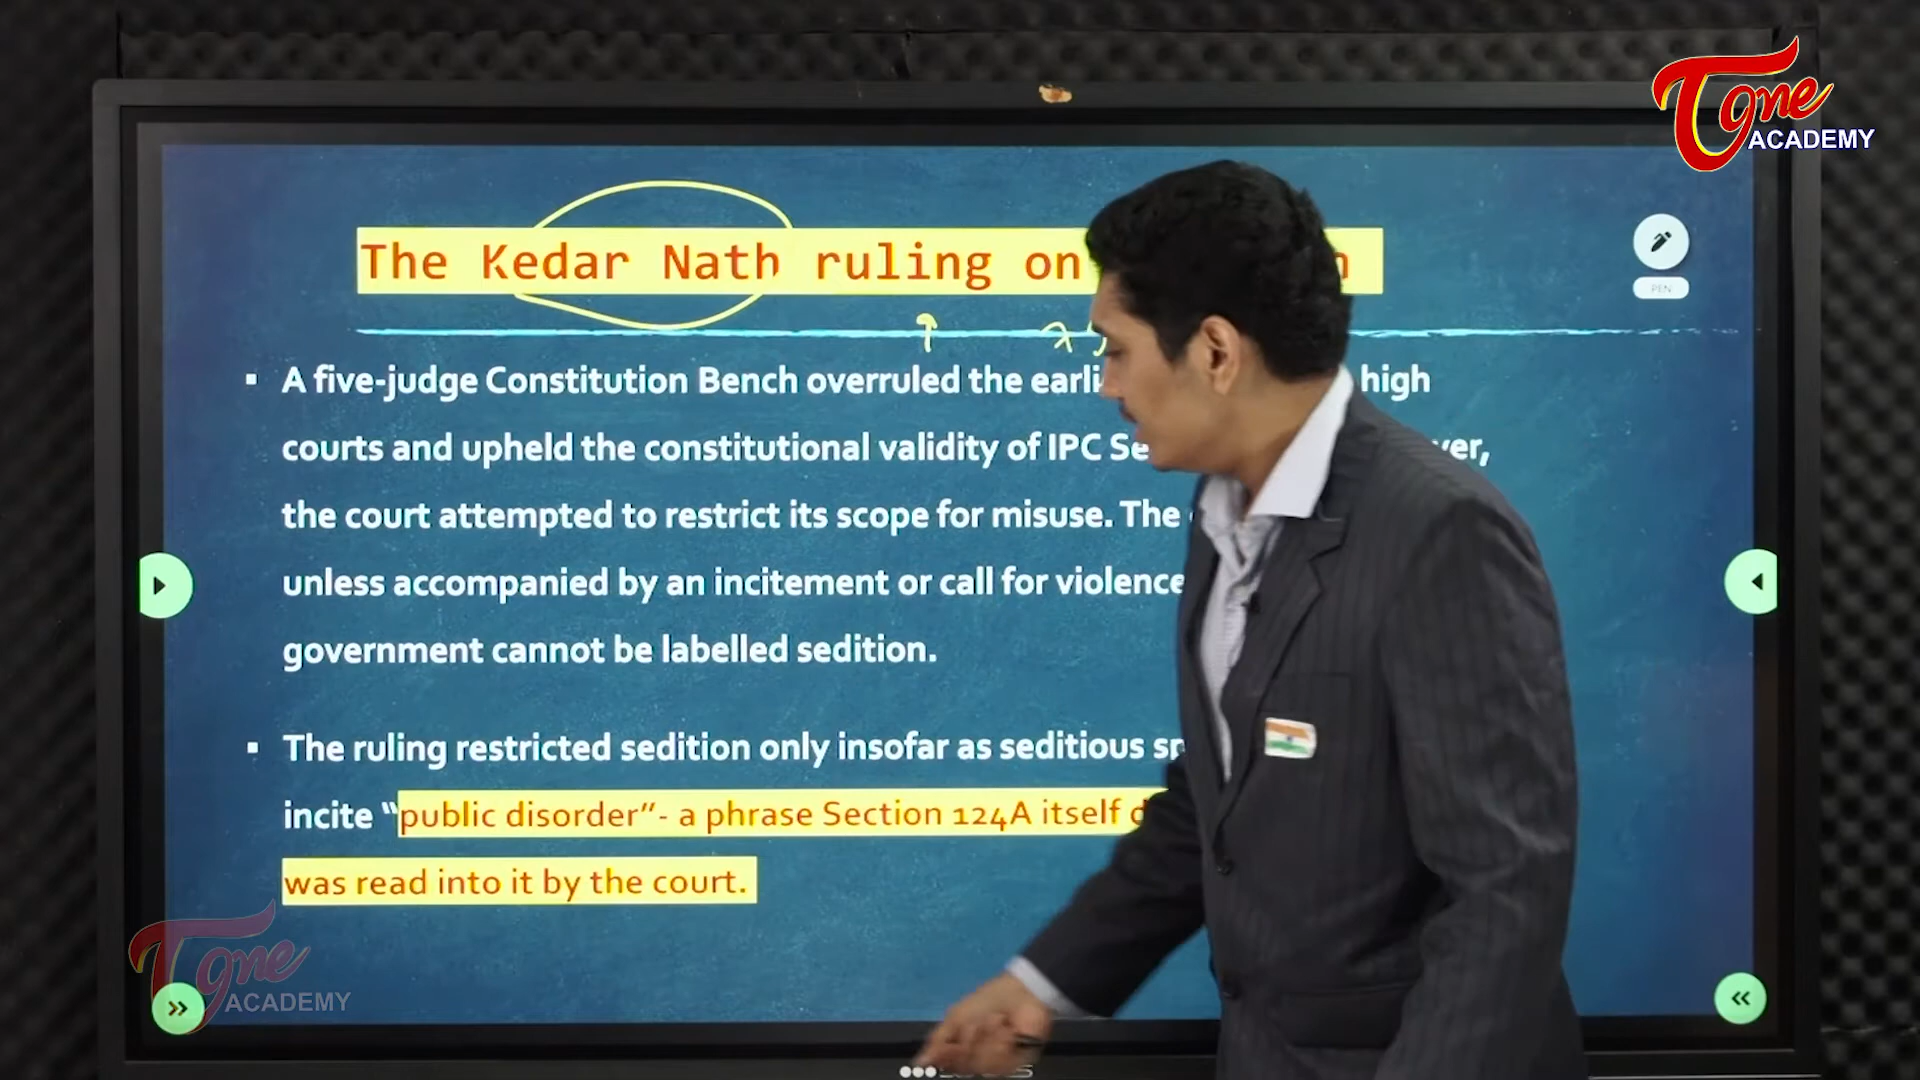 Tone
ACADEMY
The Kedar Nath ruling on
PEN
▪ A five-judge Constitution Bench overruled the high
courts and upheld the constitutional validity of IPC
the court attempted to restrict its scope for misuse. The
unless accompanied by an incitement or call for violence
government cannot be labelled sedition.
▪ The ruling restricted sedition only insofar as seditious
incite “public disorder”- a phrase Section 124A itself
was read into it by the court.
Tone
ACADEMY